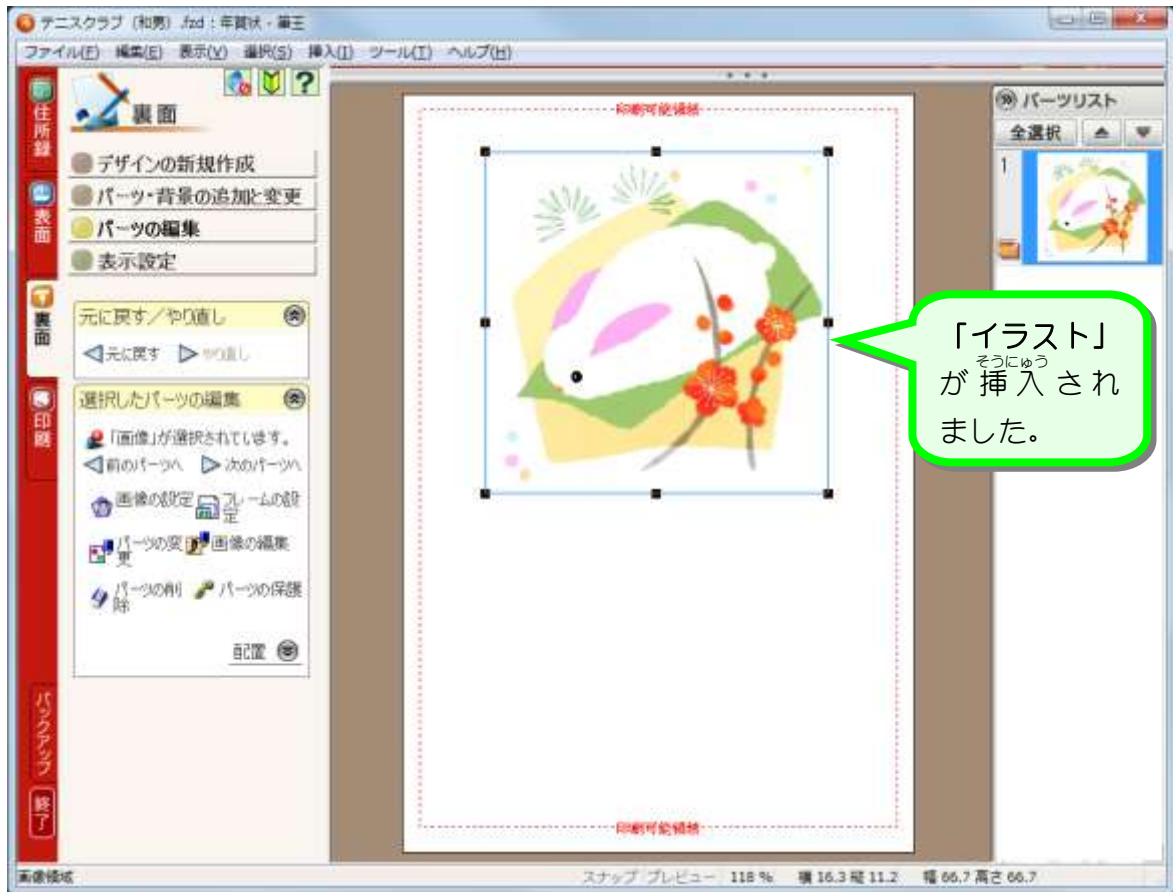 テニスクラブ（和男）.fzd：年賀状 - 筆王
ファイル(F) 編集(E) 表示(V) 選択(S) 挿入(I) ツール(T) ヘルプ(H)
住所録
表面
裏面
印刷
バックアップ
終了
裏面
デザインの新規作成
パーツ・背景の追加と変更
パーツの編集
表示設定
元に戻す／やり直し
元に戻す やり直し
選択したパーツの編集
「画像」が選択されています。
前のパーツへ 次のパーツへ
画像の設定 フレームの設定
パーツの変更 画像の編集
パーツの削除 パーツの保護
配置
印刷可能領域
印刷可能領域
パーツリスト
全選択
1
「イラスト」
そうにゅう
が挿入され
ました。
画像領域
スナップ プレビュー 118 % 横 16.3 縦 11.2 幅 66.7 高さ 66.7